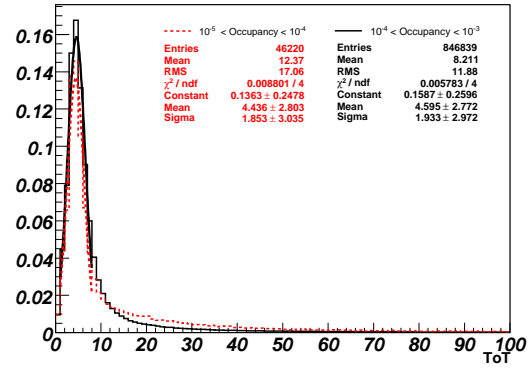 10⁻⁵ < Occupancy < 10⁻⁴
Entries 46220
Mean 12.37
RMS 17.06
χ² / ndf 0.008801 / 4
Constant 0.1363 ± 0.2478
Mean 4.436 ± 2.803
Sigma 1.853 ± 3.035
10⁻⁴ < Occupancy < 10⁻³
Entries 846839
Mean 8.211
RMS 11.88
χ² / ndf 0.005783 / 4
Constant 0.1587 ± 0.2596
Mean 4.595 ± 2.772
Sigma 1.933 ± 2.972
0.16
0.14
0.12
0.1
0.08
0.06
0.04
0.02
0
0 10 20 30 40 50 60 70 80 90 100
ToT